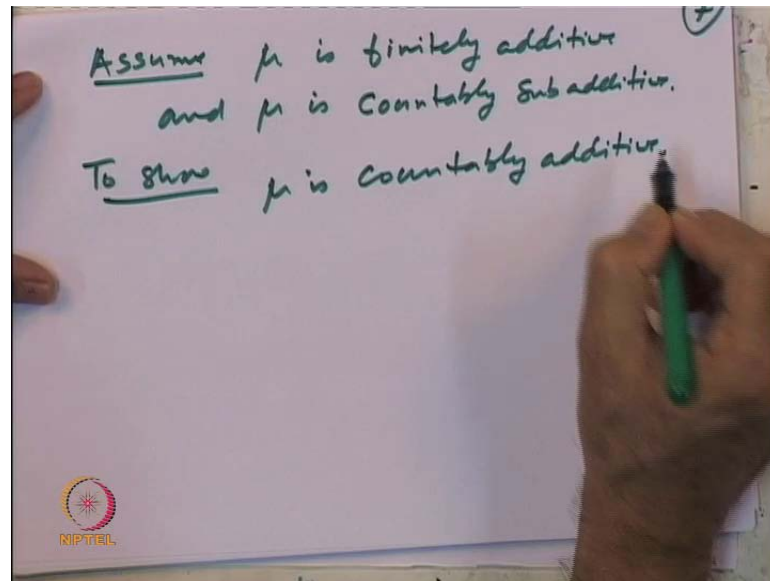 Assume μ is finitely additive
and μ is Countably Subadditive.
To show μ is countably additive.
NPTEL